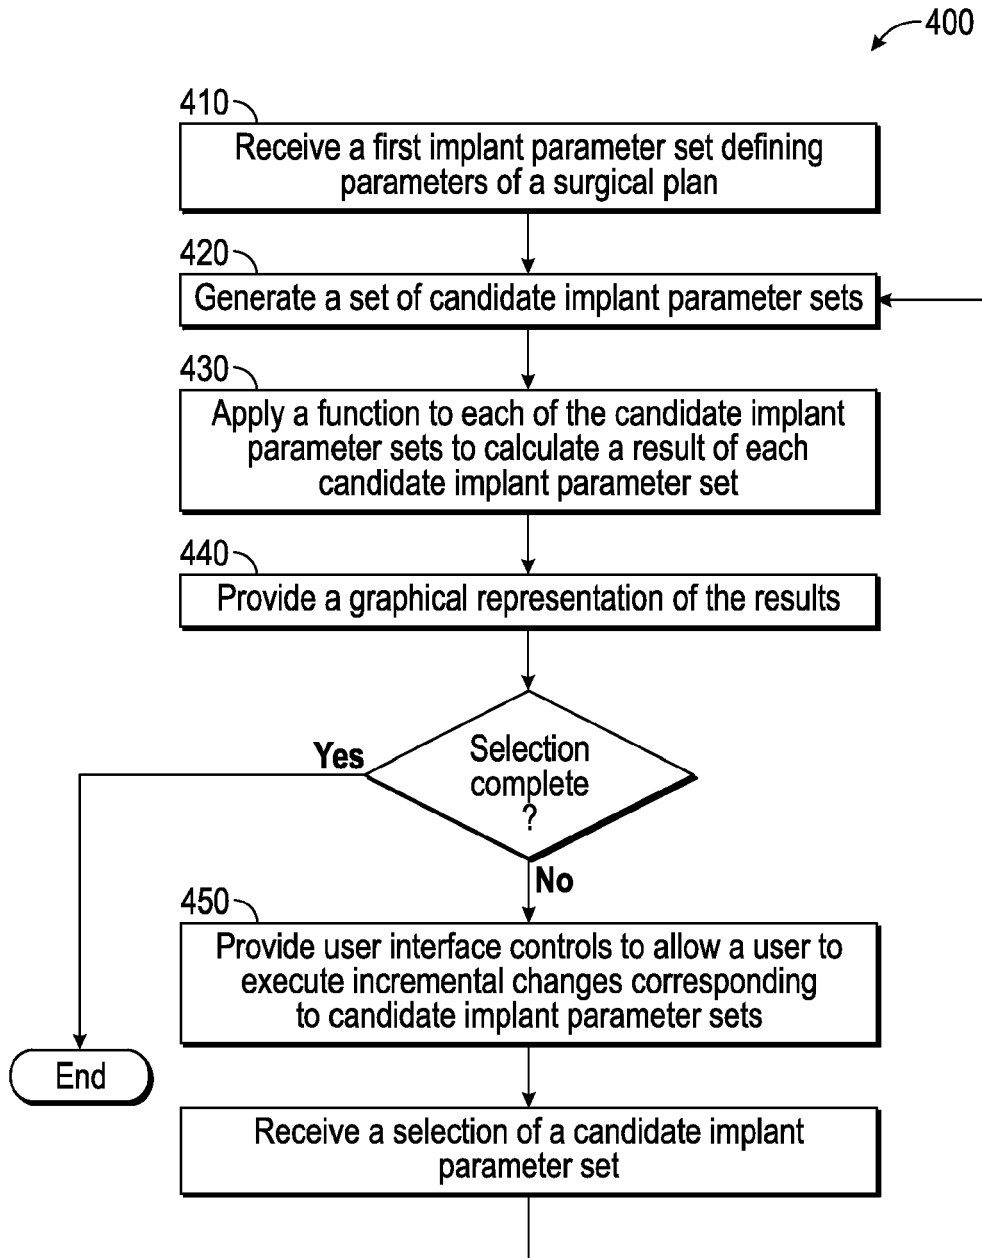 400
410
Receive a first implant parameter set defining
parameters of a surgical plan
420
Generate a set of candidate implant parameter sets
430
Apply a function to each of the candidate implant
parameter sets to calculate a result of each
candidate implant parameter set
440
Provide a graphical representation of the results
Yes
Selection
complete
?
No
450
Provide user interface controls to allow a user to
execute incremental changes corresponding
to candidate implant parameter sets
End
Receive a selection of a candidate implant
parameter set